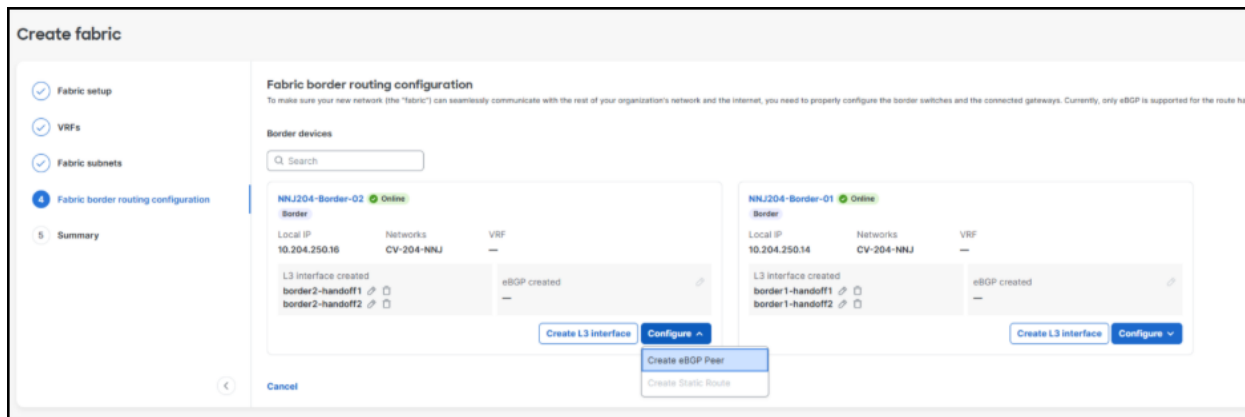 Create fabric
Fabric setup
VRFs
Fabric subnets
4 Fabric border routing configuration
5 Summary
Fabric border routing configuration
To make sure your new network (the "fabric") can seamlessly communicate with the rest of your organization's network and the internet, you need to properly configure the border switches and the connected gateways. Currently, only eBGP is supported for the route ha
Border devices
Search
NNJ204-Border-02 Online
Border
Local IP Networks VRF
10.204.250.16 CV-204-NNJ —
L3 interface created
border2-handoff1
border2-handoff2
eBGP created
—
Create L3 interface Configure
Create eBGP Peer
Create Static Route
NNJ204-Border-01 Online
Border
Local IP Networks VRF
10.204.250.14 CV-204-NNJ —
L3 interface created
border1-handoff1
border1-handoff2
eBGP created
—
Create L3 interface Configure
Cancel